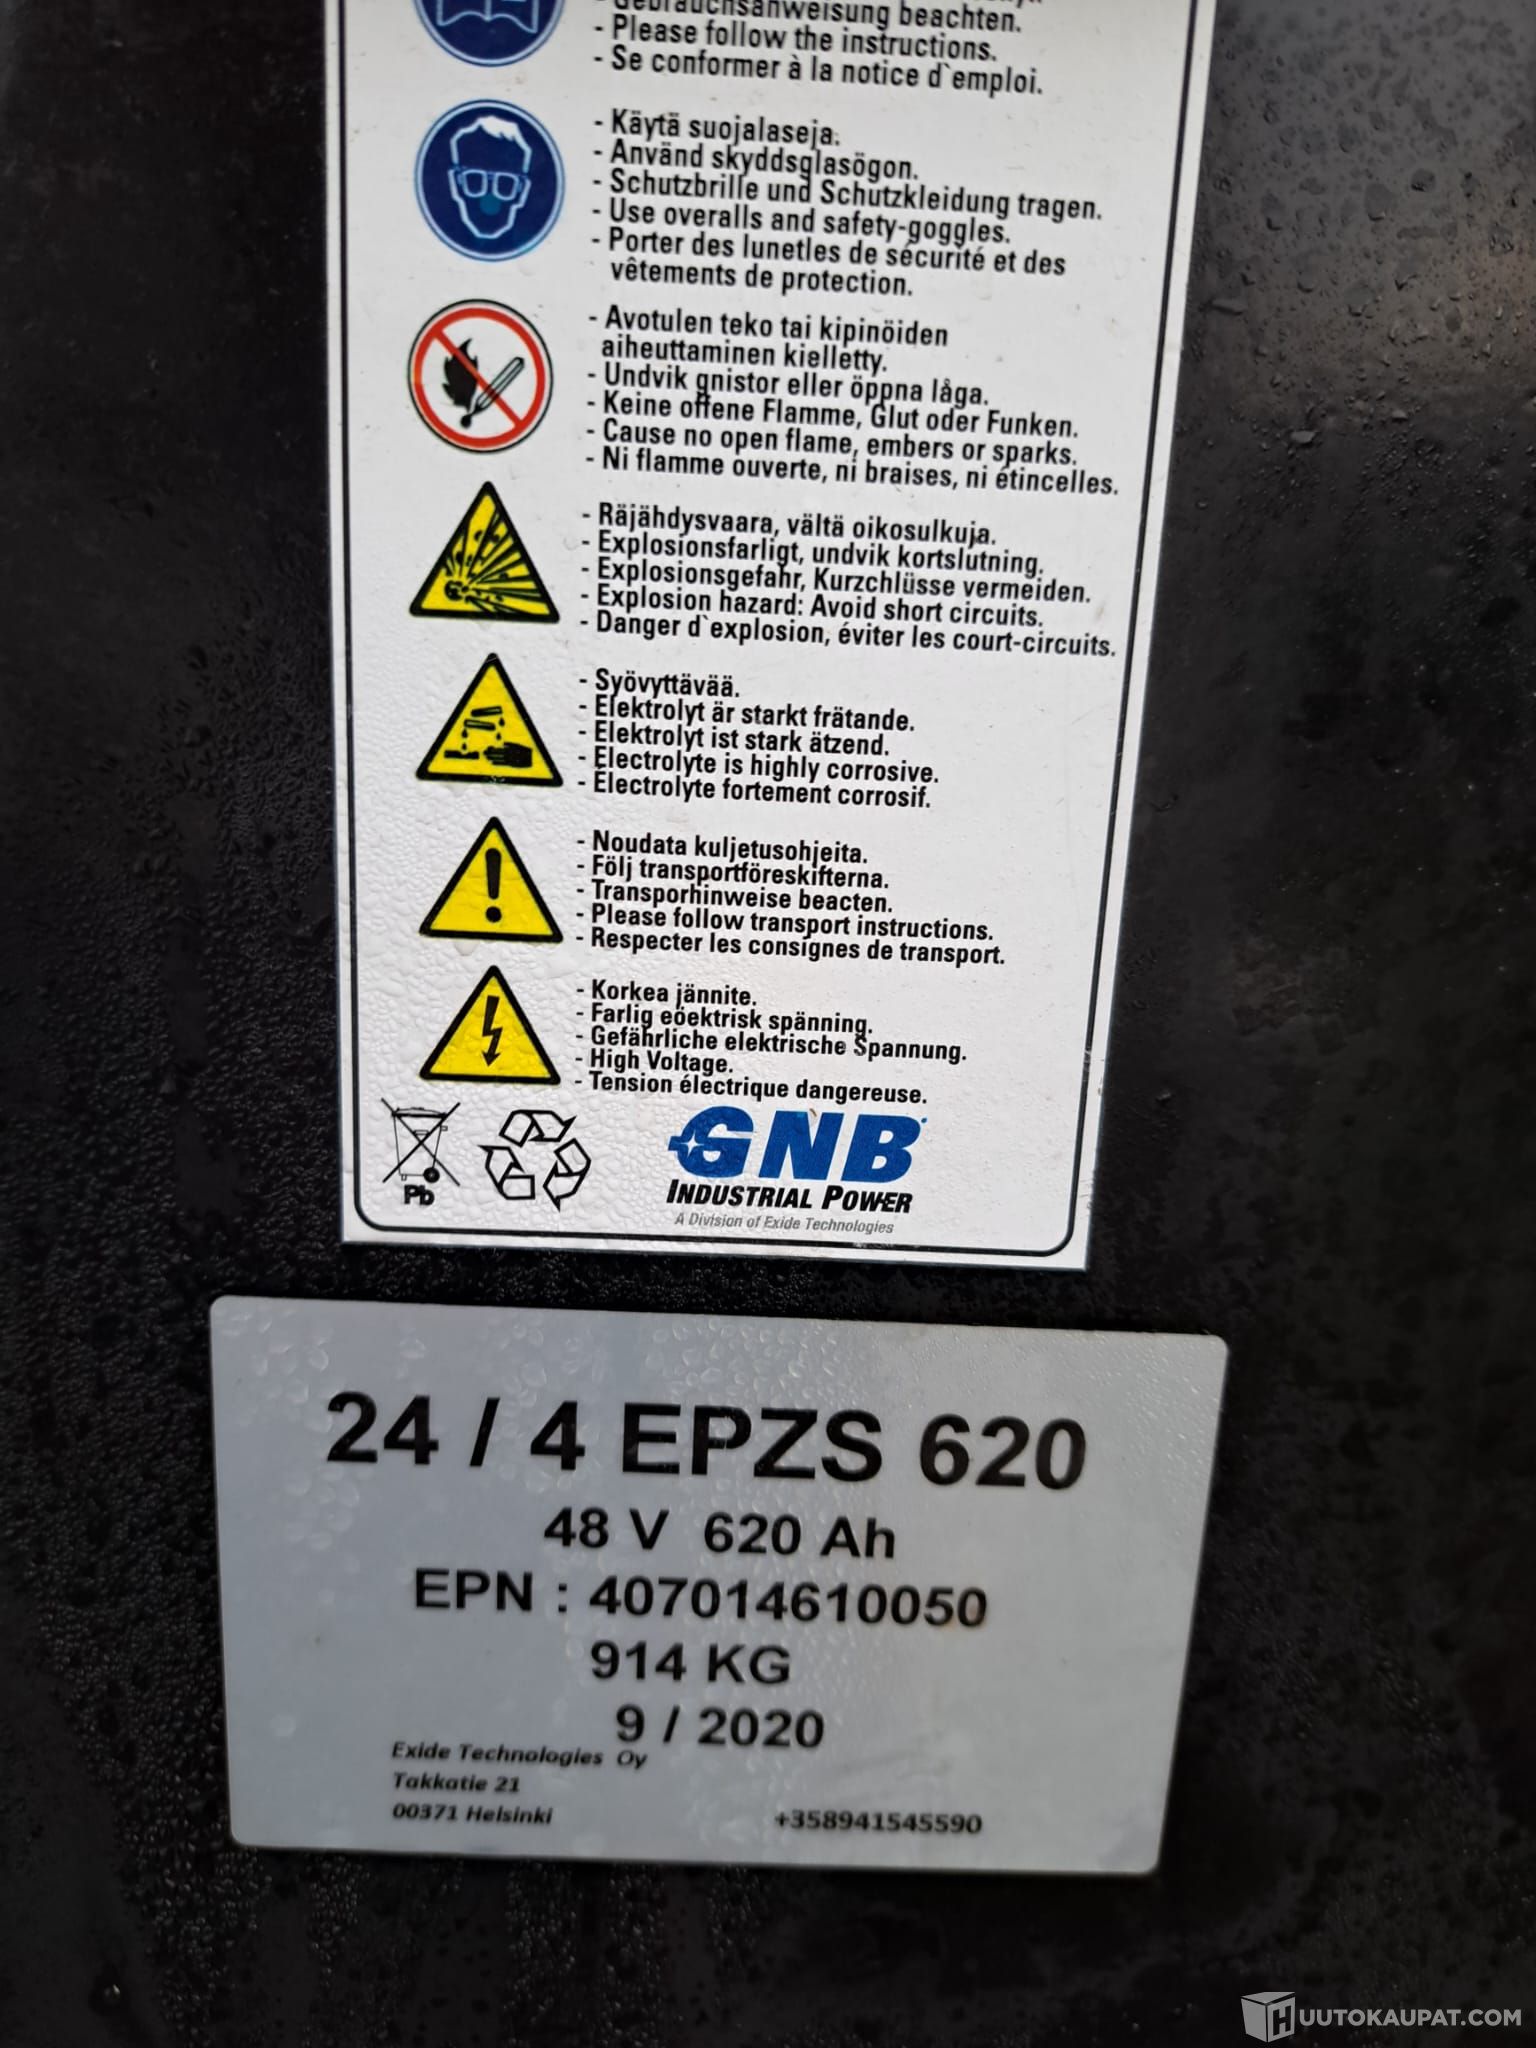 - Gebrauchsanweisung beachten.
- Please follow the instructions.
- Se conformer à la notice d`emploi.
- Käytä suojalaseja.
- Använd skyddsglasögon.
- Schutzbrille und Schutzkleidung tragen.
- Use overalls and safety-goggles.
- Porter des lunetles de sécurité et des
vêtements de protection.
- Avotulen teko tai kipinöiden
aiheuttaminen kielletty.
- Undvik gnistor eller öppna låga.
- Keine offene Flamme, Glut oder Funken.
- Cause no open flame, embers or sparks.
- Ni flamme ouverte, ni braises, ni étincelles.
- Räjähdysvaara, vältä oikosulkuja.
- Explosionsfarligt, undvik kortslutning.
- Explosionsgefahr, Kurzchlüsse vermeiden.
- Explosion hazard: Avoid short circuits.
- Danger d`explosion, éviter les court-circuits.
- Syövyttävää.
- Elektrolyt är starkt frätande.
- Elektrolyt ist stark ätzend.
- Electrolyte is highly corrosive.
- Électrolyte fortement corrosif.
- Noudata kuljetusohjeita.
- Följ transportföreskifterna.
- Transporhinweise beacten.
- Please follow transport instructions.
- Respecter les consignes de transport.
- Korkea jännite.
- Farlig eöektrisk spänning.
- Gefährliche elektrische Spannung.
- High Voltage.
- Tension électrique dangereuse.
Pb
GNB
INDUSTRIAL POWER
A Division of Exide Technologies
24 / 4 EPZS 620
48 V 620 Ah
EPN : 407014610050
914 KG
9 / 2020
Exide Technologies Oy
Takkatie 21
00371 Helsinki
+358941545590
HUUTOKAUPAT.COM